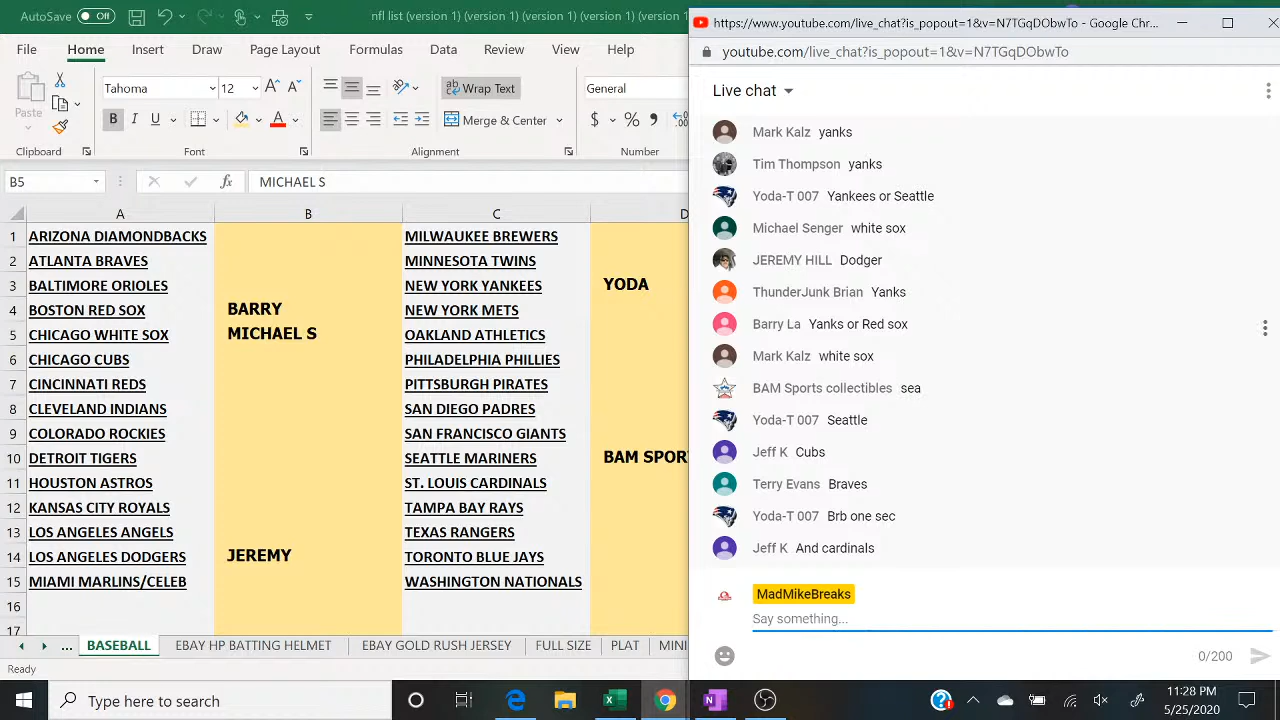 AutoSave Off nfl list (version 1) (version 1) (version 1) (version 1)
https://www.youtube.com/live_chat?is_popout=1&v=N7TGqDObwTo - Google Chr...
youtube.com/live_chat?is_popout=1&v=N7TGqDObwTo
File Home Insert Draw Page Layout Formulas Data Review View Help
Paste
Tahoma 12
B I U A
Wrap Text
Merge & Center
General
$ % 9
Clipboard Font Alignment Number
B5 fx MICHAEL S
A B C D
1 ARIZONA DIAMONDBACKS MILWAUKEE BREWERS
2 ATLANTA BRAVES MINNESOTA TWINS
3 BALTIMORE ORIOLES NEW YORK YANKEES YODA
4 BOSTON RED SOX BARRY NEW YORK METS
5 CHICAGO WHITE SOX MICHAEL S OAKLAND ATHLETICS
6 CHICAGO CUBS PHILADELPHIA PHILLIES
7 CINCINNATI REDS PITTSBURGH PIRATES
8 CLEVELAND INDIANS SAN DIEGO PADRES
9 COLORADO ROCKIES SAN FRANCISCO GIANTS
10 DETROIT TIGERS SEATTLE MARINERS BAM SPOR
11 HOUSTON ASTROS ST. LOUIS CARDINALS
12 KANSAS CITY ROYALS TAMPA BAY RAYS
13 LOS ANGELES ANGELS TEXAS RANGERS
14 LOS ANGELES DODGERS JEREMY TORONTO BLUE JAYS
15 MIAMI MARLINS/CELEB WASHINGTON NATIONALS
16
17
... BASEBALL EBAY HP BATTING HELMET EBAY GOLD RUSH JERSEY FULL SIZE PLAT MINI
Ready
Live chat
Mark Kalz yanks
Tim Thompson yanks
Yoda-T 007 Yankees or Seattle
Michael Senger white sox
JEREMY HILL Dodger
ThunderJunk Brian Yanks
Barry La Yanks or Red sox
Mark Kalz white sox
BAM Sports collectibles sea
Yoda-T 007 Seattle
Jeff K Cubs
Terry Evans Braves
Yoda-T 007 Brb one sec
Jeff K And cardinals
MadMikeBreaks
Say something...
0/200
Type here to search
11:28 PM
5/25/2020